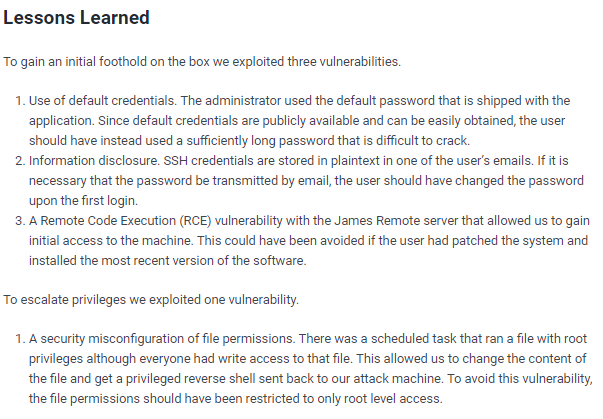 Lessons Learned
To gain an initial foothold on the box we exploited three vulnerabilities.
1. Use of default credentials. The administrator used the default password that is shipped with the
application. Since default credentials are publicly available and can be easily obtained, the user
should have instead used a sufficiently long password that is difficult to crack.
2. Information disclosure. SSH credentials are stored in plaintext in one of the user’s emails. If it is
necessary that the password be transmitted by email, the user should have changed the password
upon the first login.
3. A Remote Code Execution (RCE) vulnerability with the James Remote server that allowed us to gain
initial access to the machine. This could have been avoided if the user had patched the system and
installed the most recent version of the software.
To escalate privileges we exploited one vulnerability.
1. A security misconfiguration of file permissions. There was a scheduled task that ran a file with root
privileges although everyone had write access to that file. This allowed us to change the content of
the file and get a privileged reverse shell sent back to our attack machine. To avoid this vulnerability,
the file permissions should have been restricted to only root level access.